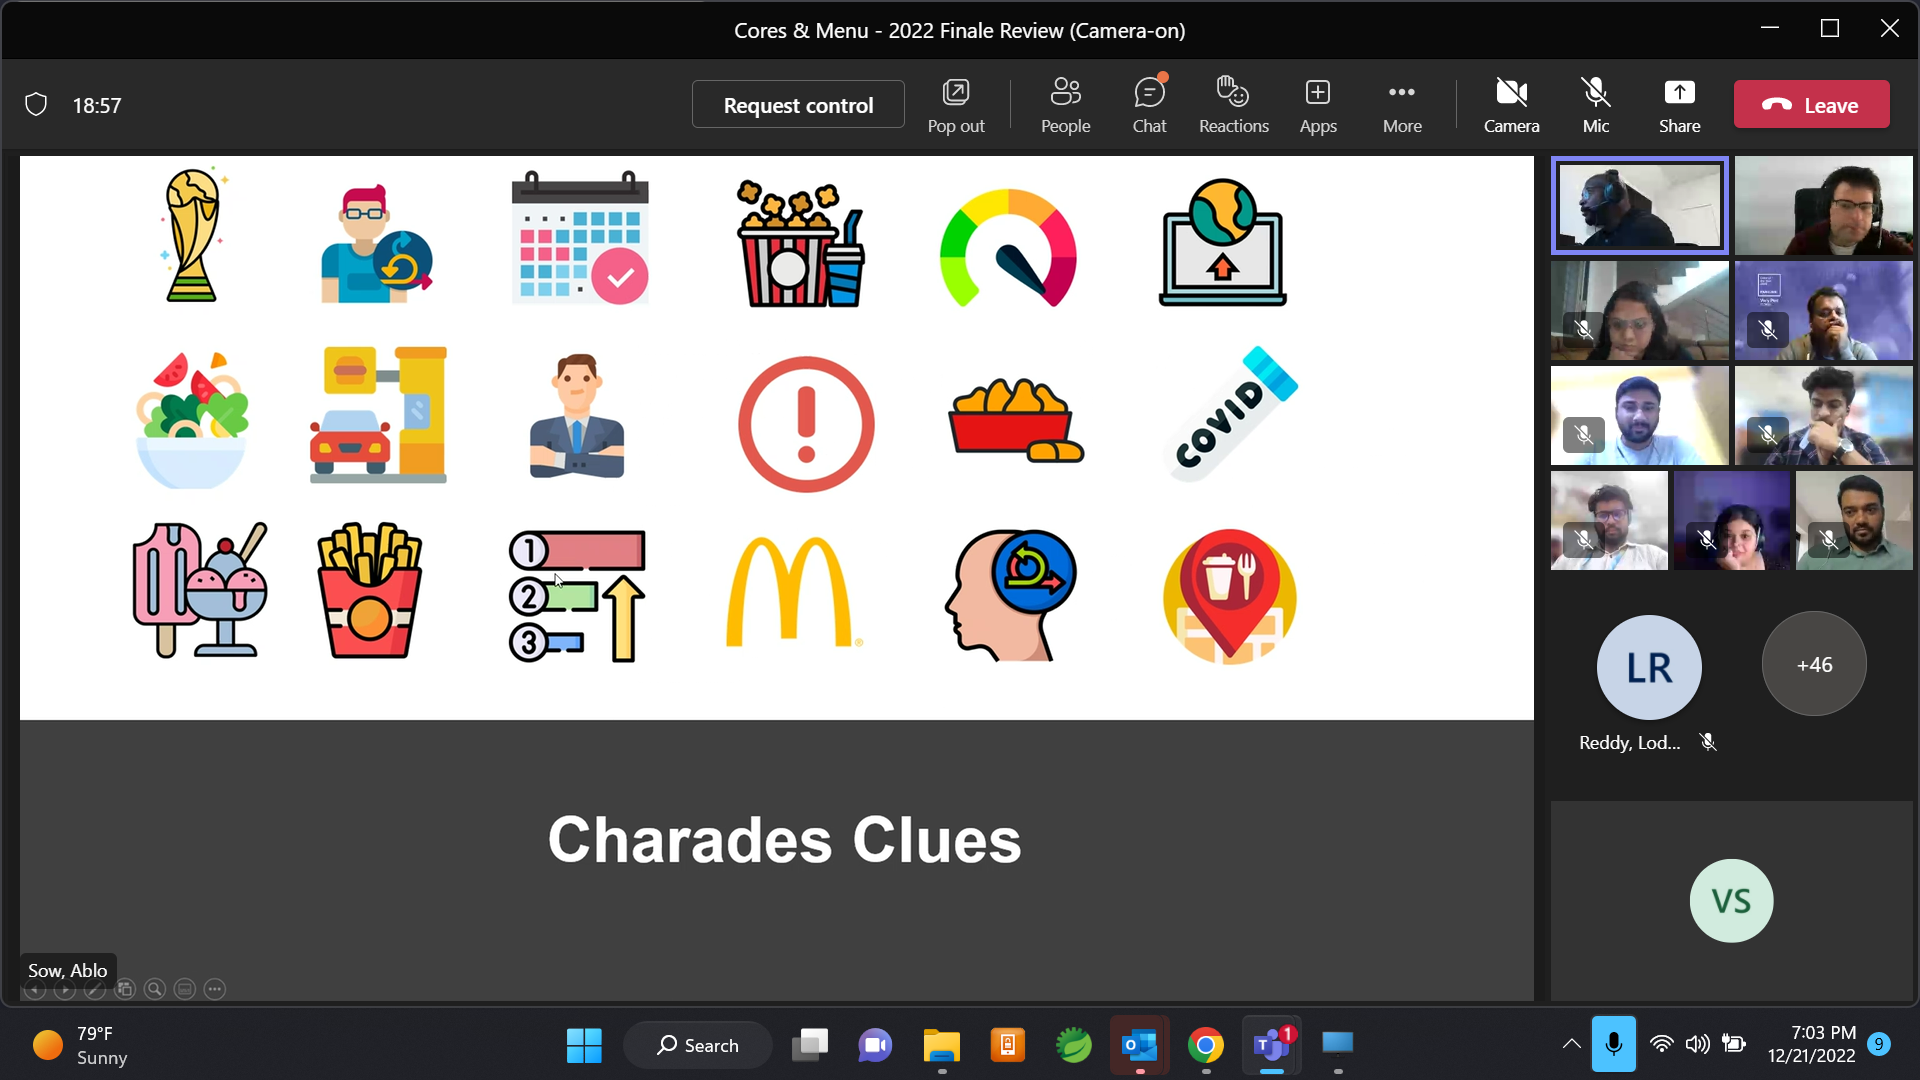 Cores & Menu - 2022 Finale Review (Camera-on)
18:57
Request control
Pop out
People
Chat
Reactions
Apps
More
Camera
Mic
Share
Leave
COVID
1
2
3
®
Charades Clues
Sow, Ablo
LR
+46
Reddy, Lod...
VS
79°F
Sunny
Search
1
7:03 PM
12/21/2022
9